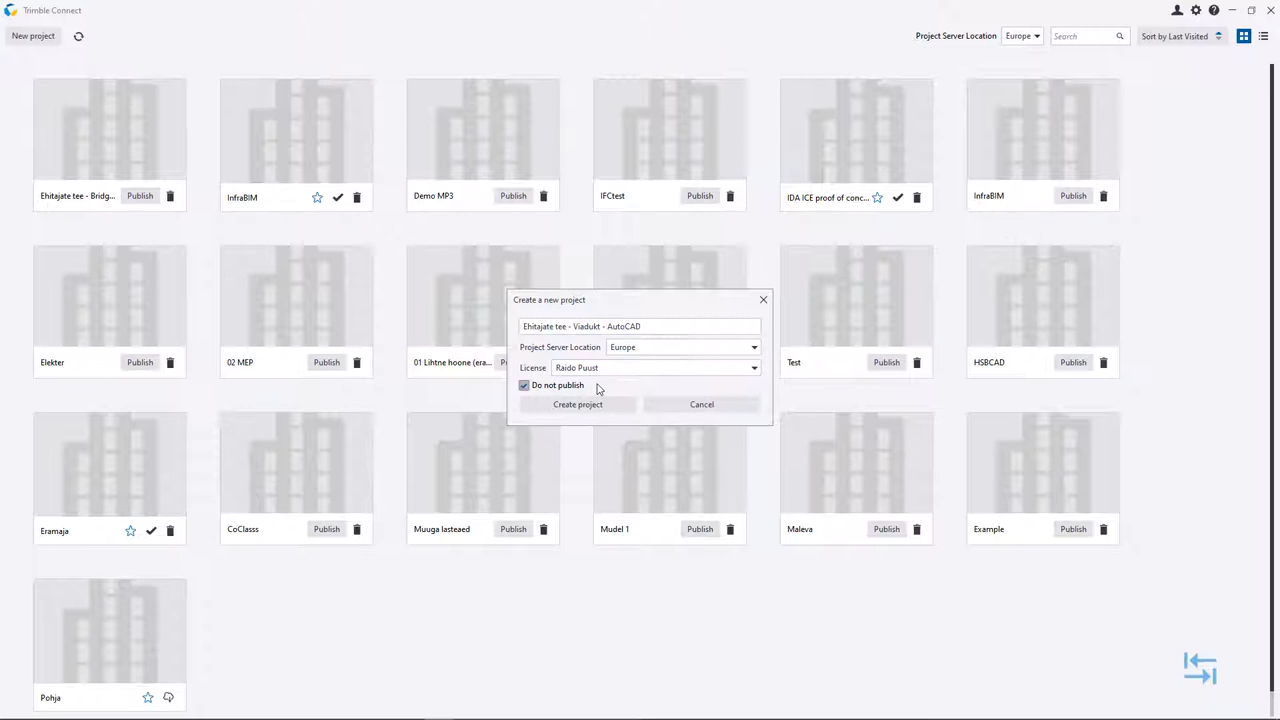 Trimble Connect
New project
Project Server Location Europe Search Sort by Last Visited
Ehitajate tee - Bridg... Publish
InfraBIM
Demo MP3 Publish
IFCtest Publish
IDA ICE proof of conc...
InfraBIM Publish
Elekter Publish
02 MEP Publish
01 Lihtne hoone (era...
Test Publish
HSBCAD Publish
Create a new project
Ehitajate tee - Viadukt - AutoCAD
Project Server Location Europe
License Raido Puust
Do not publish
Create project Cancel
Eramaja
CoClasss Publish
Muuga lasteaed Publish
Mudel 1 Publish
Maleva Publish
Example Publish
Pohja